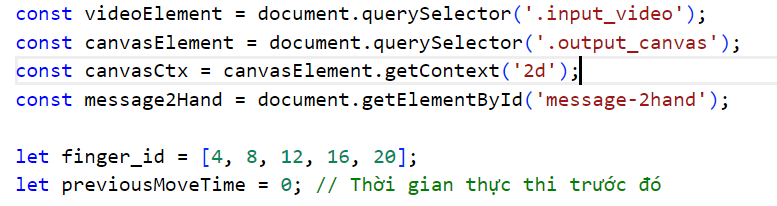 const videoElement = document.querySelector('.input_video');
const canvasElement = document.querySelector('.output_canvas');
const canvasCtx = canvasElement.getContext('2d');
const message2Hand = document.getElementById('message-2hand');
let finger_id = [4, 8, 12, 16, 20];
let previousMoveTime = 0; // Thời gian thực thi trước đó